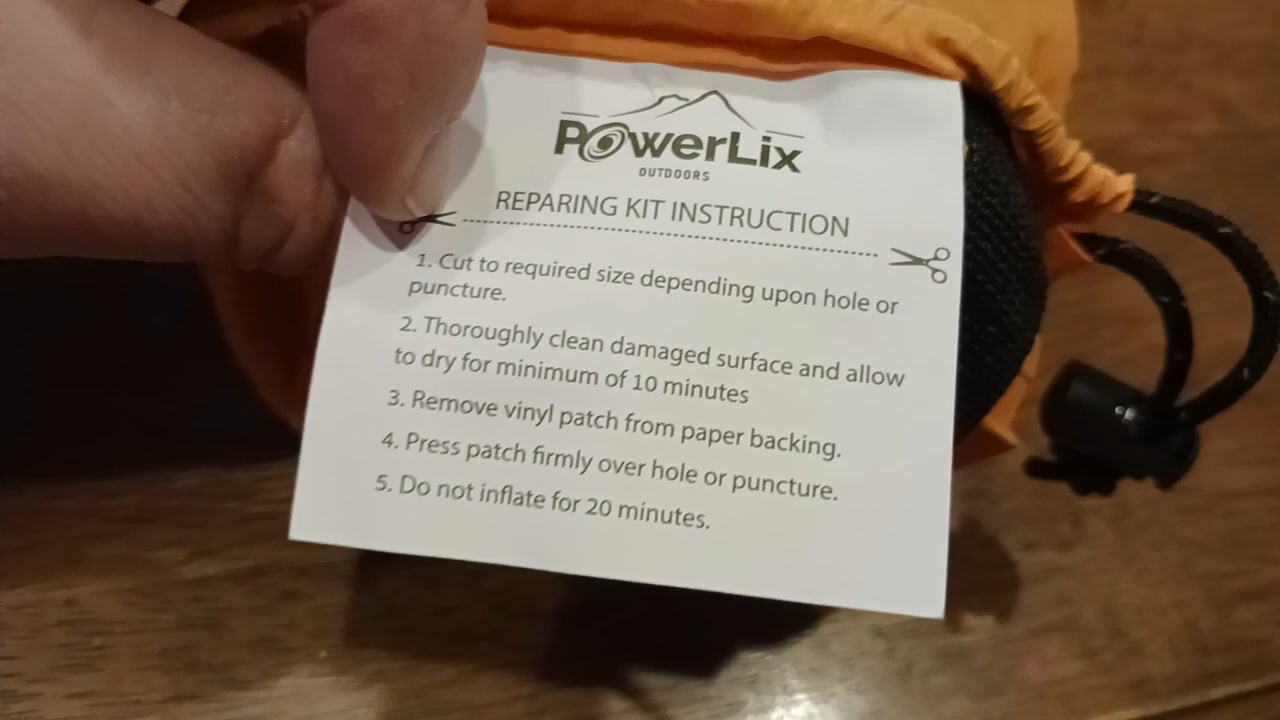 PowerLix
OUTDOORS
REPARING KIT INSTRUCTION
1. Cut to required size depending upon hole or
puncture.
2. Thoroughly clean damaged surface and allow
to dry for minimum of 10 minutes
3. Remove vinyl patch from paper backing.
4. Press patch firmly over hole or puncture.
5. Do not inflate for 20 minutes.